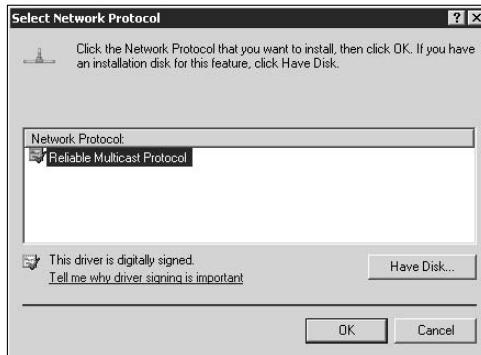 Select Network Protocol
Click the Network Protocol that you want to install, then click OK. If you have
an installation disk for this feature, click Have Disk.
Network Protocol:
Reliable Multicast Protocol
This driver is digitally signed.
Tell me why driver signing is important
Have Disk...
OK
Cancel